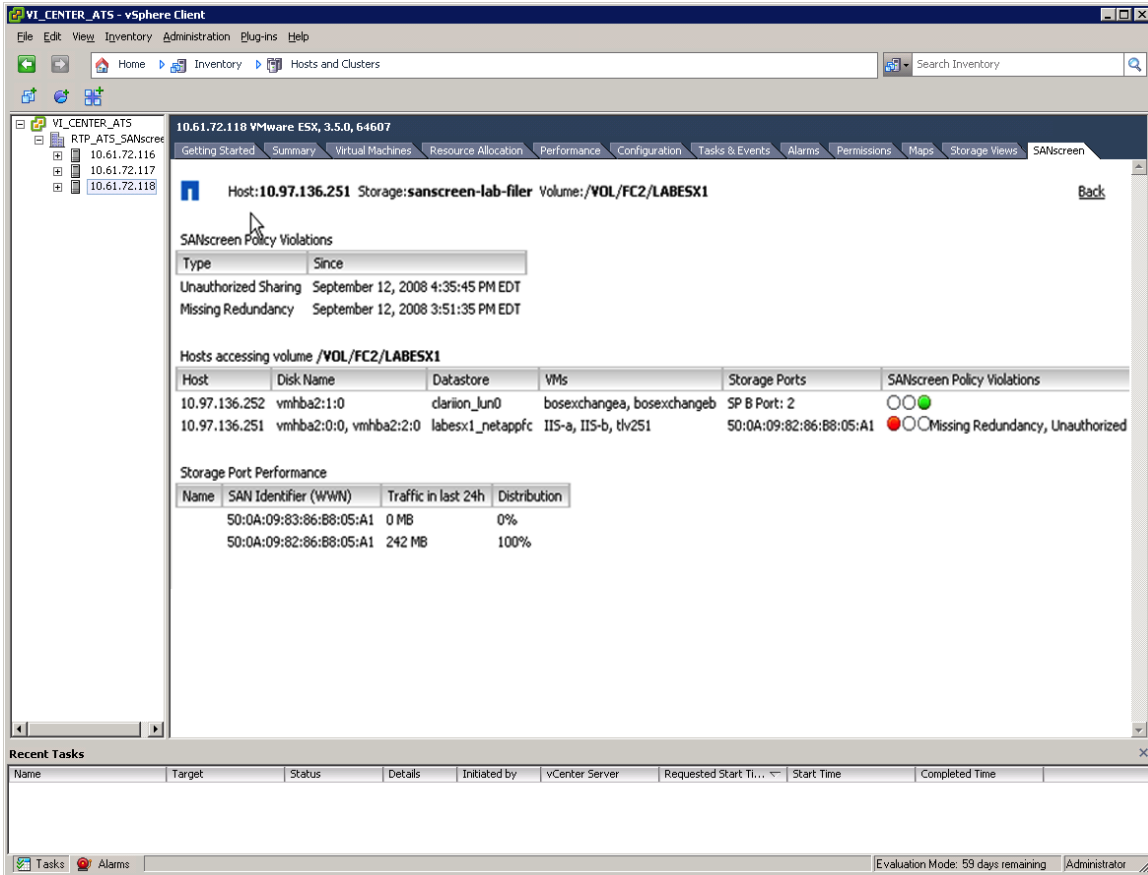 VI_CENTER_ATS - vSphere Client
File Edit View Inventory Administration Plug-ins Help
Home Inventory Hosts and Clusters Search Inventory
VI_CENTER_ATS
RTP_ATS_SANscree
10.61.72.116
10.61.72.117
10.61.72.118
10.61.72.118 VMware ESX, 3.5.0, 64607
Getting Started Summary Virtual Machines Resource Allocation Performance Configuration Tasks & Events Alarms Permissions Maps Storage Views SANscreen
Host:10.97.136.251 Storage:sanscreen-lab-filer Volume:/VOL/FC2/LABESX1 Back
SANscreen Policy Violations
Type Since
Unauthorized Sharing September 12, 2008 4:35:45 PM EDT
Missing Redundancy September 12, 2008 3:51:35 PM EDT
Hosts accessing volume /VOL/FC2/LABESX1
Host Disk Name Datastore VMs Storage Ports SANscreen Policy Violations
10.97.136.252 vmhba2:1:0 clariion_lun0 bosexchangea, bosexchangeb SP B Port: 2
10.97.136.251 vmhba2:0:0, vmhba2:2:0 labesx1_netappfc IIS-a, IIS-b, tlv251 50:0A:09:82:86:B8:05:A1 Missing Redundancy, Unauthorized
Storage Port Performance
Name SAN Identifier (WWN) Traffic in last 24h Distribution
50:0A:09:83:86:B8:05:A1 0 MB 0%
50:0A:09:82:86:B8:05:A1 242 MB 100%
Recent Tasks
Name Target Status Details Initiated by vCenter Server Requested Start Ti... Start Time Completed Time
Tasks Alarms Evaluation Mode: 59 days remaining Administrator